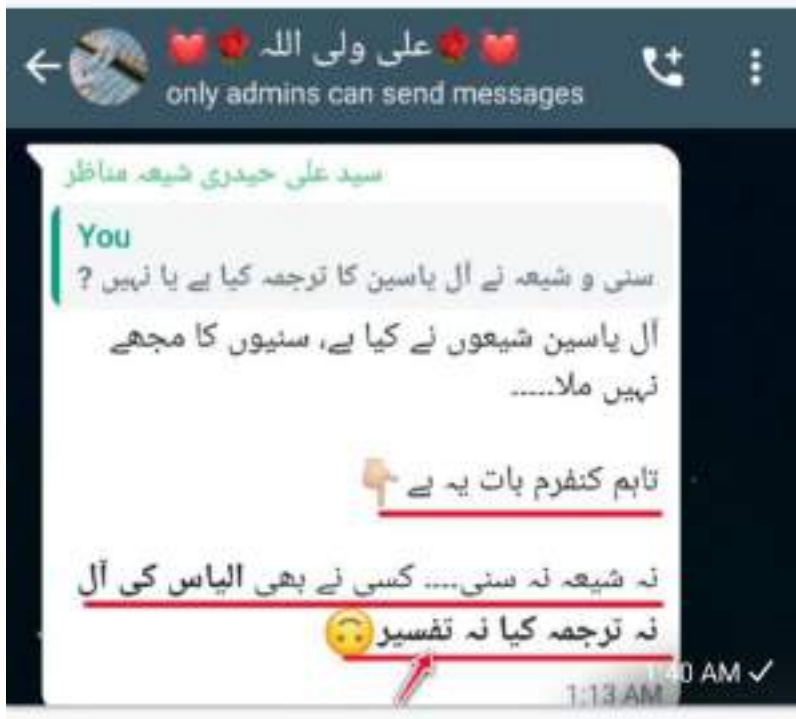 ❤️🌹علی ولی اللہ🌹❤️
only admins can send messages
سید علی حیدری شیعہ مناظر
You
سنی و شیعہ نے آل یاسین کا ترجمہ کیا ہے یا نہیں ?
آل یاسین شیعوں نے کیا ہے، سنیوں کا مجھے
نہیں ملا.....
تاہم کنفرم بات یہ ہے 👇🏼
نہ شیعہ نہ سنی.... کسی نے بھی الیاس کی آل
نہ ترجمہ کیا نہ تفسیر🙃
1:13 AM
:40 AM ✓